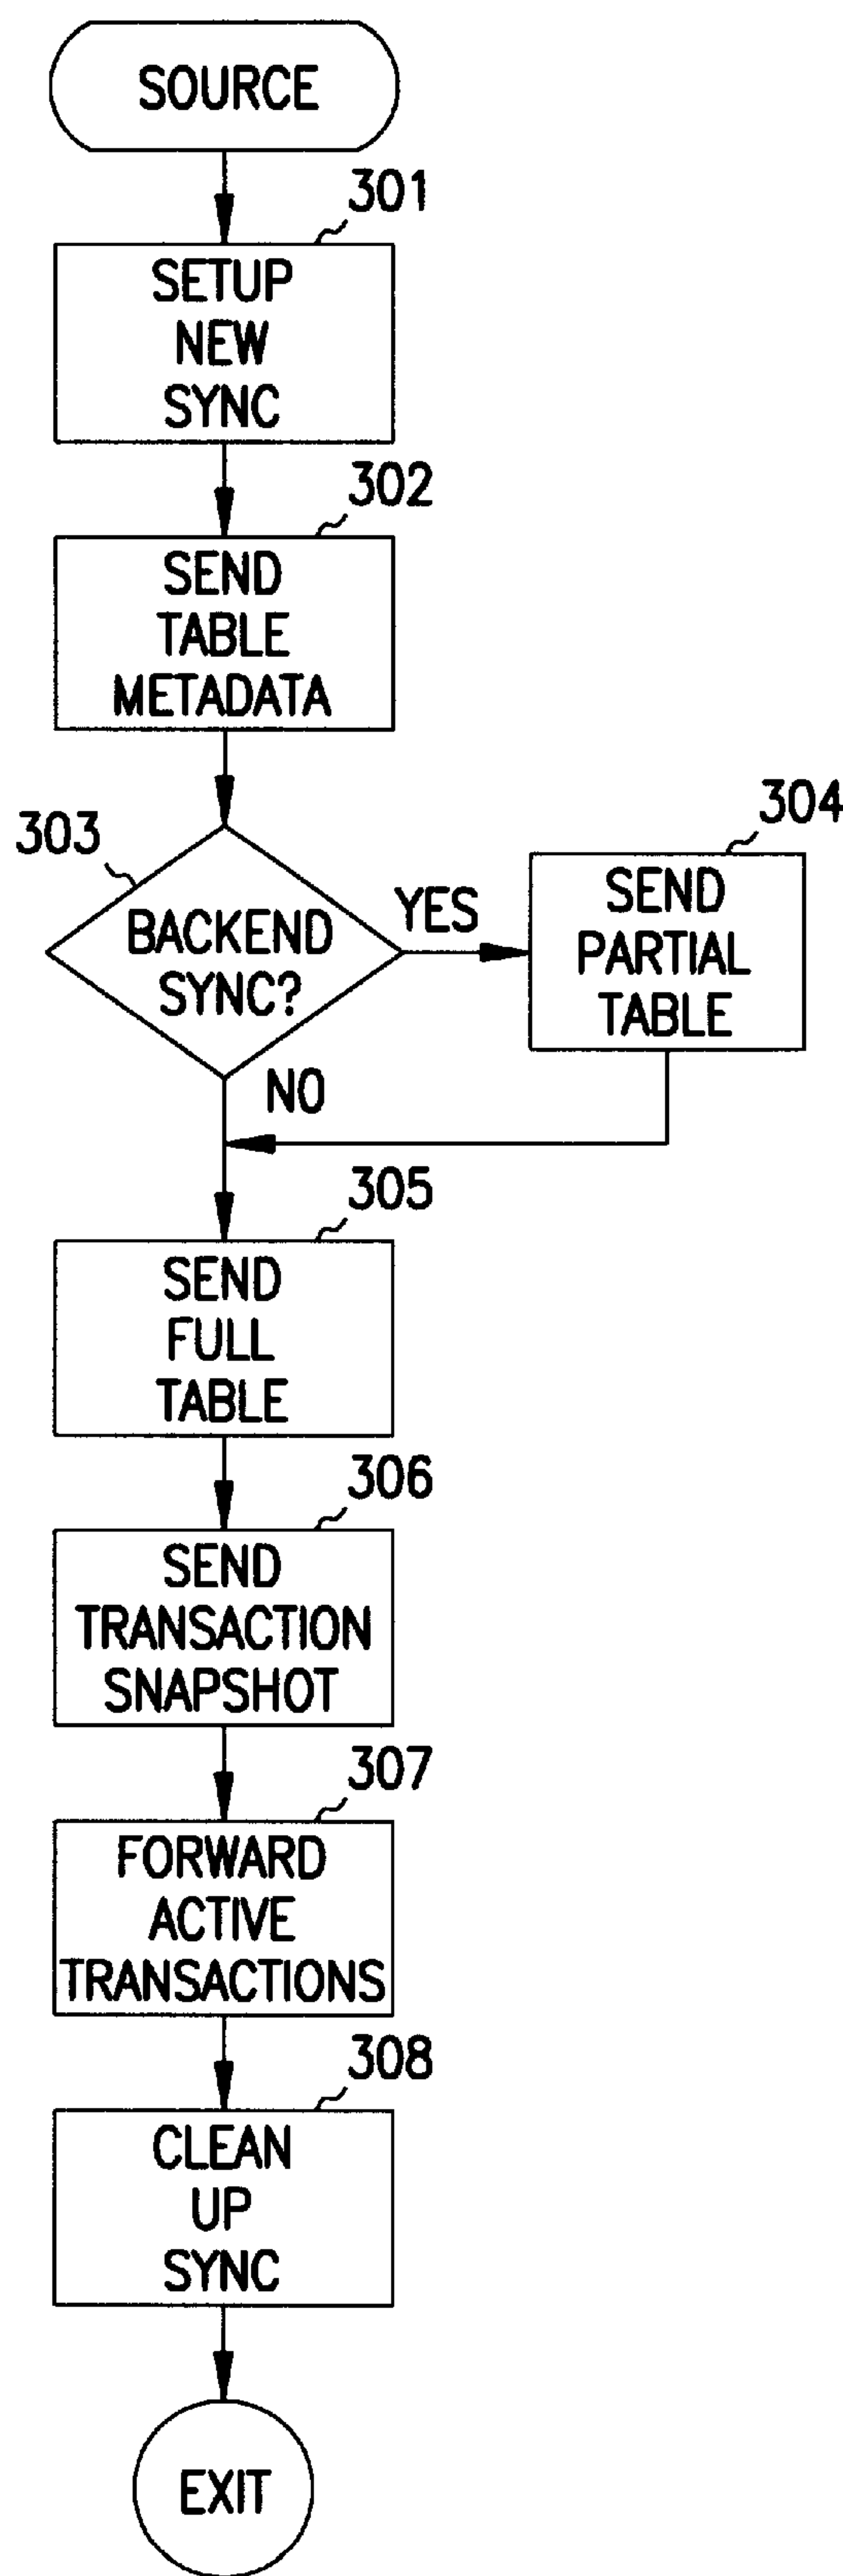 SOURCE
301
SETUP
NEW
SYNC
302
SEND
TABLE
METADATA
303
BACKEND
SYNC?
YES
304
SEND
PARTIAL
TABLE
NO
305
SEND
FULL
TABLE
306
SEND
TRANSACTION
SNAPSHOT
307
FORWARD
ACTIVE
TRANSACTIONS
308
CLEAN
UP
SYNC
EXIT